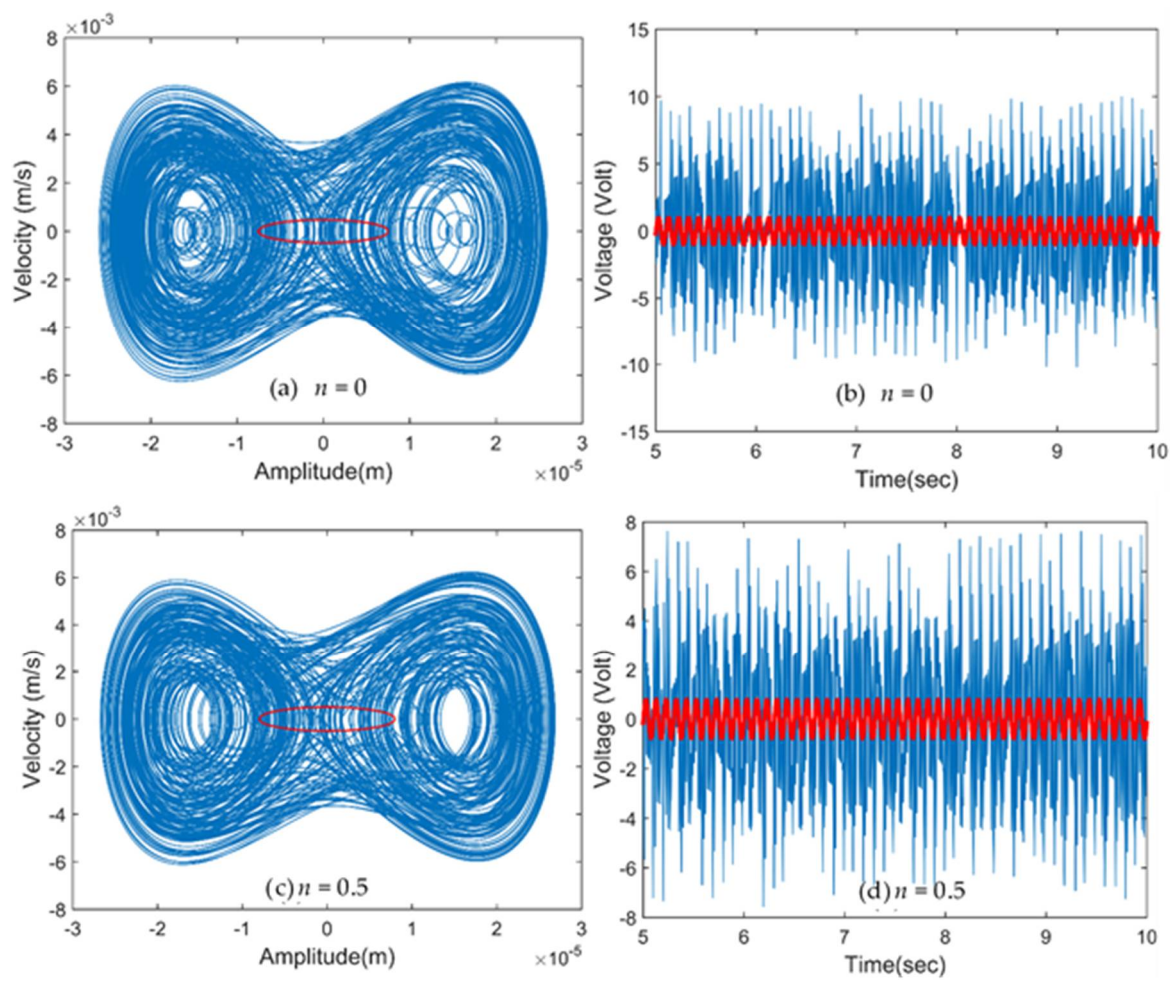 ×10⁻³
8
6
4
2
0
-2
-4
-6
-8
Velocity (m/s)
(a) n = 0
-3 -2 -1 0 1 2 3
Amplitude(m)
×10⁻⁵
15
10
5
0
-5
-10
-15
Voltage (Volt)
(b) n = 0
5 6 7 8 9 10
Time(sec)
×10⁻³
8
6
4
2
0
-2
-4
-6
-8
Velocity (m/s)
(c) n = 0.5
-3 -2 -1 0 1 2 3
Amplitude(m)
×10⁻⁵
8
6
4
2
0
-2
-4
-6
-8
Voltage (Volt)
(d) n = 0.5
5 6 7 8 9 10
Time(sec)